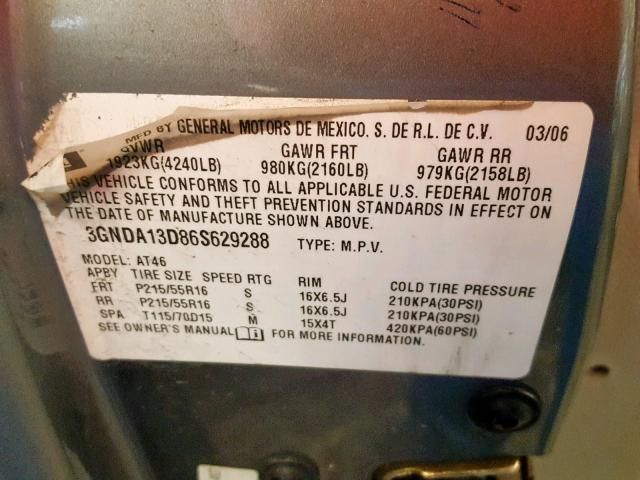 MFD BY GENERAL MOTORS DE MEXICO. S. DE R.L. DE C.V. 03/06
GVWR GAWR FRT GAWR RR
1923KG(4240LB) 980KG(2160LB) 979KG(2158LB)
THIS VEHICLE CONFORMS TO ALL APPLICABLE U.S. FEDERAL MOTOR
VEHICLE SAFETY AND THEFT PREVENTION STANDARDS IN EFFECT ON
THE DATE OF MANUFACTURE SHOWN ABOVE.
3GNDA13D86S629288 TYPE: M.P.V.
MODEL: AT46
APBY TIRE SIZE SPEED RTG RIM COLD TIRE PRESSURE
FRT P215/55R16 S 16X6.5J 210KPA(30PSI)
RR P215/55R16 S 16X6.5J 210KPA(30PSI)
SPA T115/70D15 M 15X4T 420KPA(60PSI)
SEE OWNER'S MANUAL FOR MORE INFORMATION.